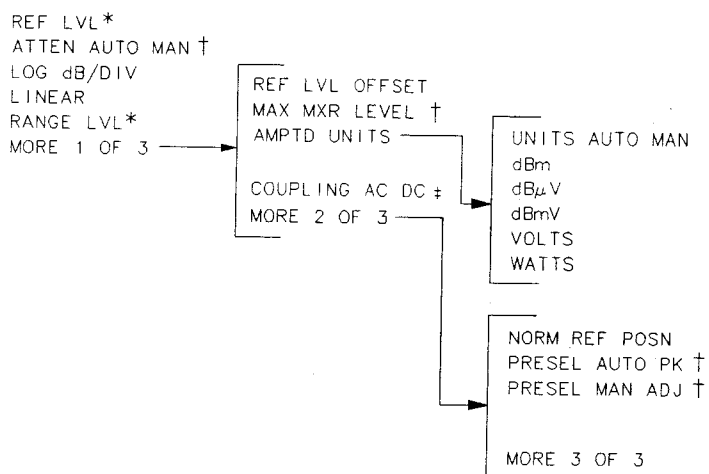 REF LVL*
ATTEN AUTO MAN †
LOG dB/DIV
LINEAR
RANGE LVL*
MORE 1 OF 3
REF LVL OFFSET
MAX MXR LEVEL †
AMPTD UNITS
COUPLING AC DC ‡
MORE 2 OF 3
UNITS AUTO MAN
dBm
dBμV
dBmV
VOLTS
WATTS
NORM REF POSN
PRESEL AUTO PK †
PRESEL MAN ADJ †
MORE 3 OF 3